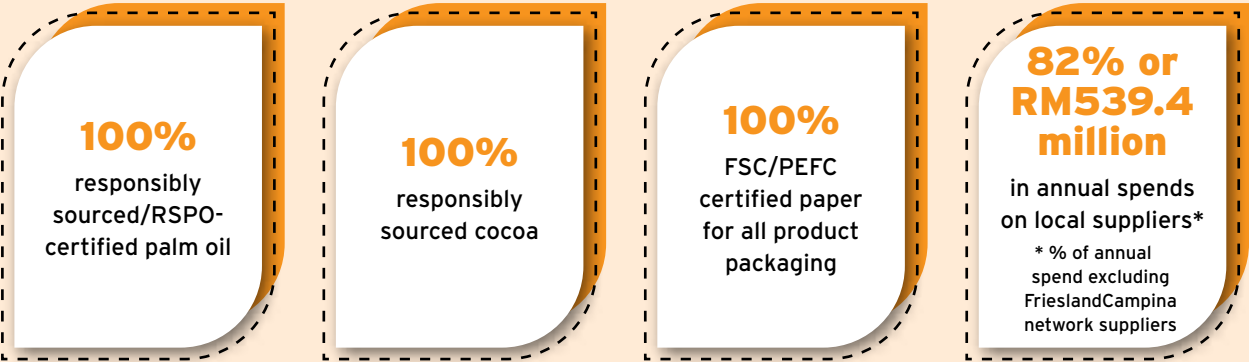 100%
responsibly
sourced/RSPO-
certified palm oil
100%
responsibly
sourced cocoa
100%
FSC/PEFC
certified paper
for all product
packaging
82% or
RM539.4
million
in annual spends
on local suppliers*
* % of annual
spend excluding
FrieslandCampina
network suppliers